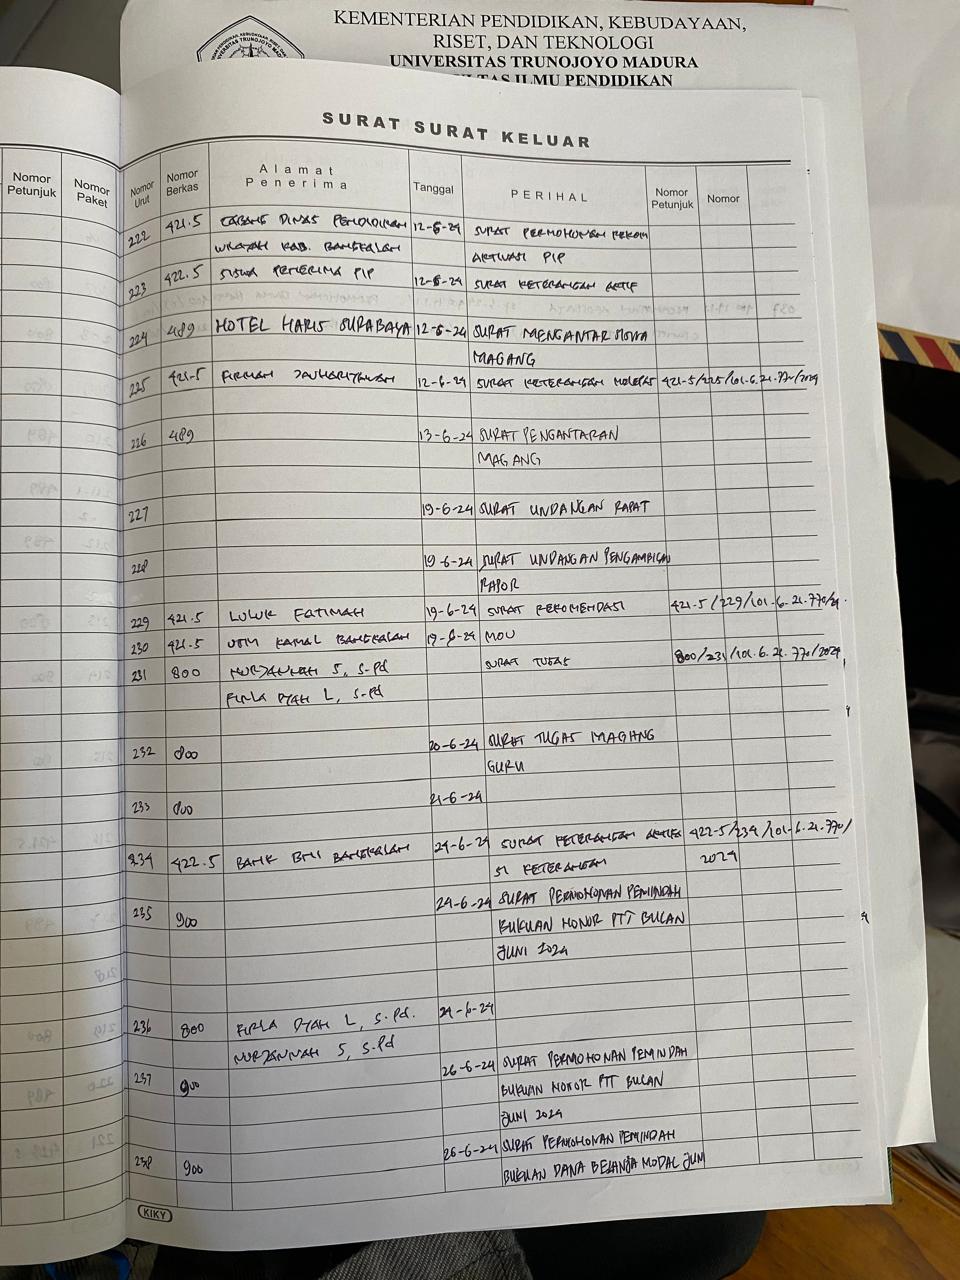 KEMENTERIAN PENDIDIKAN, KEBUDAYAAN,
RISET, DAN TEKNOLOGI
UNIVERSITAS TRUNOJOYO MADURA
ILMU PENDIDIKAN
SURAT SURAT KELUAR
Nomor Petunjuk Nomor Paket Nomor Urut Nomor Berkas Alamat Penerima Tanggal PERIHAL Nomor Petunjuk Nomor
222 421.5 CABANG DINAS PENDIDIKAN 12-6-24 SURAT PERMOHONAN REKOM
WILAYAH KAB. BANGKALAN PIP
223 422.5 SISWA PENERIMA PIP 12-6-24 SURAT KETERANGAN AKTIF
224 489 HOTEL HARIS SURABAYA 12-6-24 SURAT MENGANTAR SISWA
MAGANG
225 421.5 12-6-24 SURAT KETERANGAN 421.5/225/101.6.21.770/2024
226 489 13-6-24 SURAT PENGANTARAN
MAGANG
227 19-6-24 SURAT UNDANGAN RAPAT
228 19-6-24 SURAT UNDANGAN PENGAMBILAN
RAPOR
229 421.5 LULUK FATIMAH 19-6-24 SURAT REKOMENDASI 421.5/229/101.6.21.770/24
230 421.5 UTM KAMAL BANGKALAN 19-6-24 MOU
231 800 NURJANNAH S, S.Pd SURAT TUGAS 800/231/101.6.21.770/2024
FIRLA DYAH L, S.Pd
232 800 20-6-24 SURAT TUGAS MAGANG
GURU
233 800 21-6-24
234 422.5 BANK BNI BANGKALAN 24-6-24 SURAT KETERANGAN AKTIF 422.5/234/101.6.21.770/
KETERANGAN 2024
235 900 24-6-24 SURAT PERMOHONAN PEMINDAH
BUKUAN HONOR PTT BULAN
JUNI 2024
236 800 FIRLA DYAH L, S.Pd. 24-6-24
NURJANNAH S, S.Pd
237 900 26-6-24 SURAT PERMOHONAN PEMINDAH
BUKUAN HONOR PTT BULAN
JUNI 2024
238 900 26-6-24 SURAT PERMOHONAN PEMINDAH
BUKUAN DANA BELANJA MODAL JUNI
KIKY